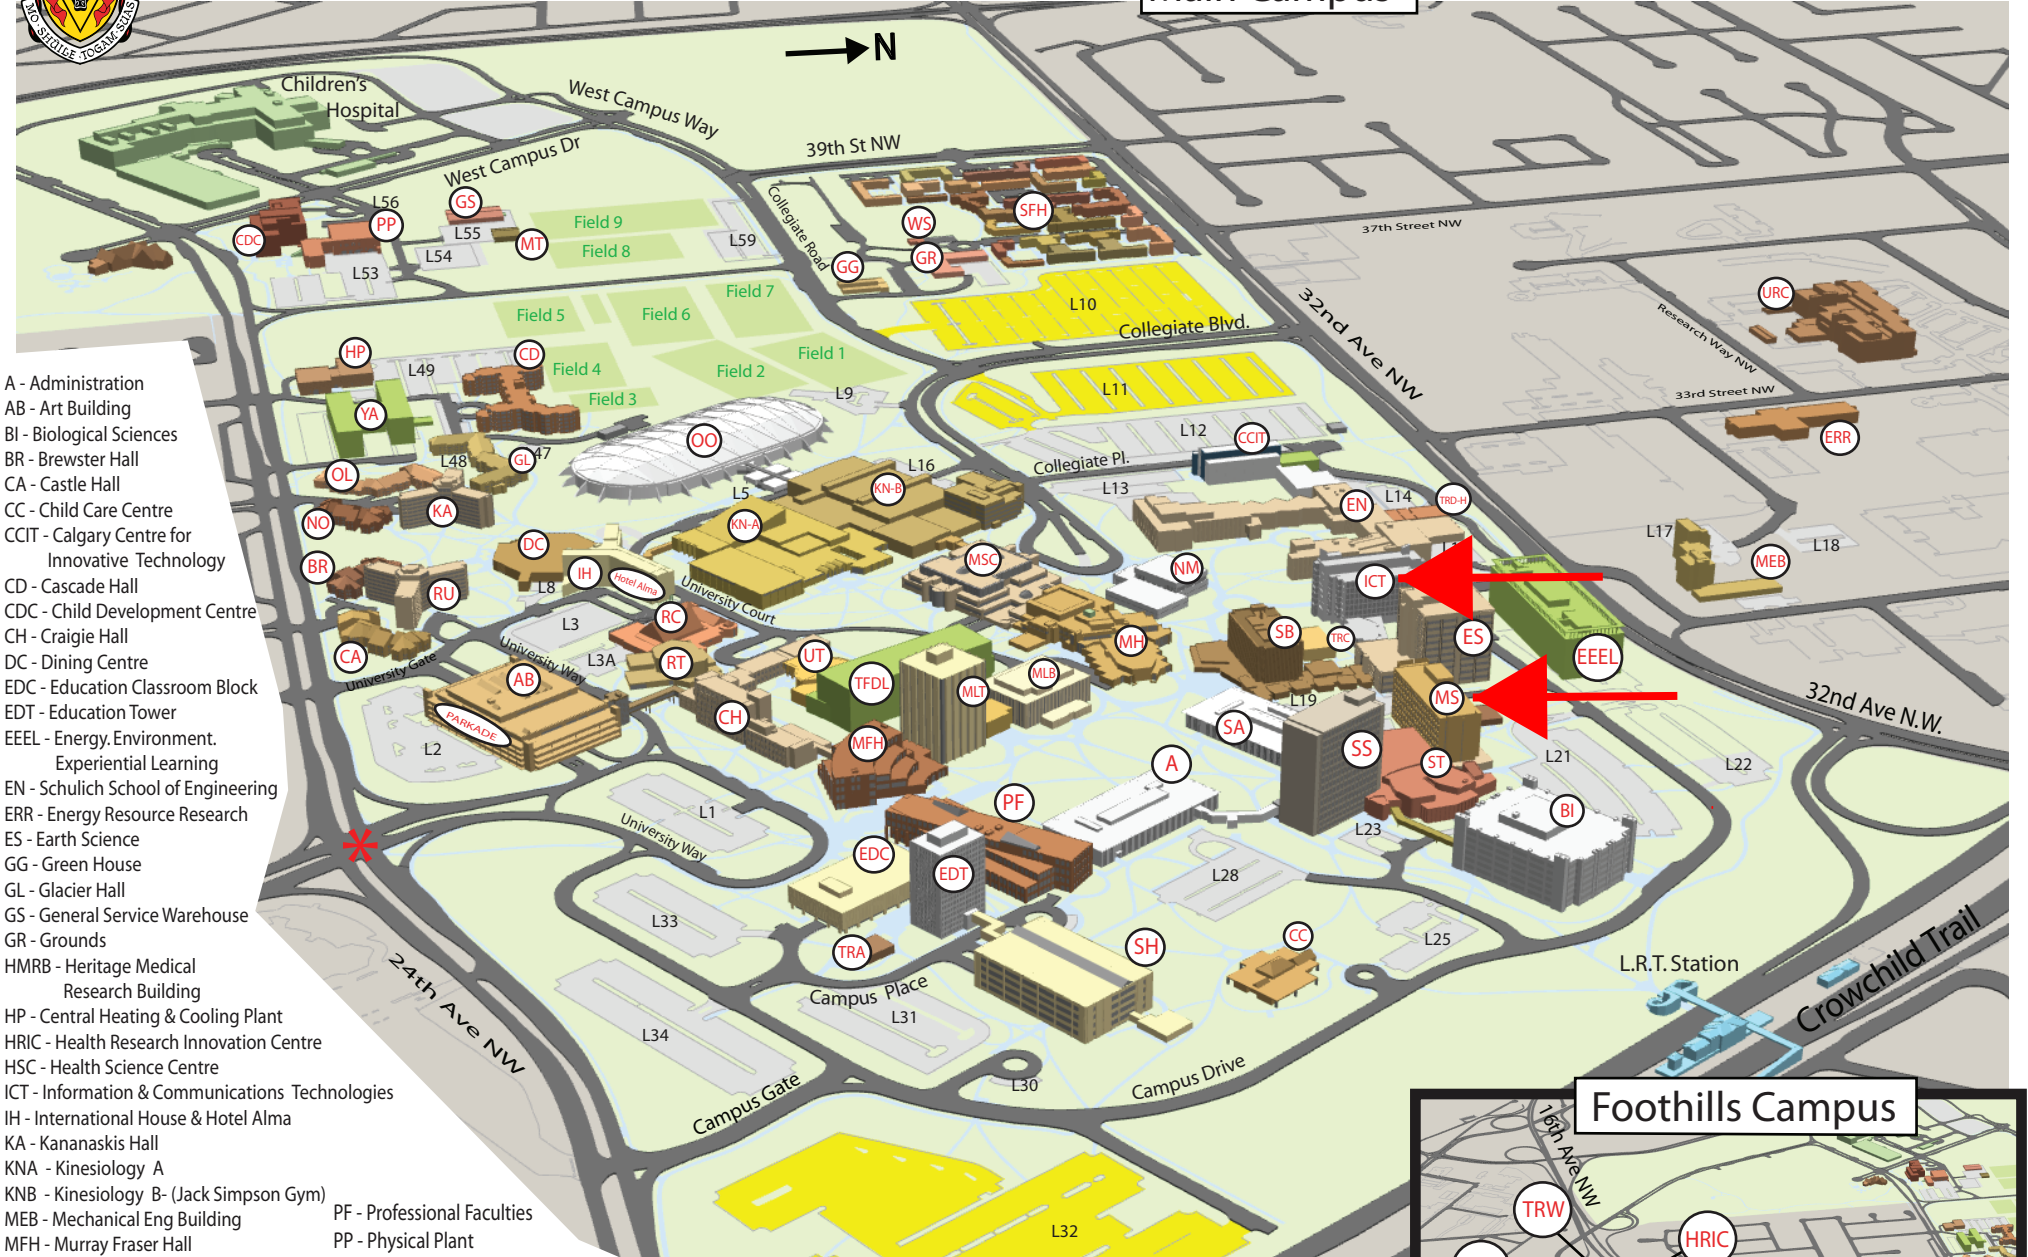 Main Campus
MO SHÙILE TOGAM SUAS
N
Children's
Hospital
West Campus Way
West Campus Dr
39th St NW
Collegiate Road
37th Street NW
L56
GS
PP
CDC
L55
MT
L54
L53
Field 9
Field 8
L59
WS
SFH
GR
GG
Field 7
Field 5
Field 6
L10
Collegiate Blvd.
32nd Ave NW
URC
Research Way NW
33rd Street NW
HP
CD
L49
Field 4
Field 1
Field 2
Field 3
L9
L11
YA
OO
L12
CCIT
ERR
L48
GL
47
OL
Collegiate Pl.
L16
L5
KN-B
L13
EN
L14
TRD-H
NO
KA
KN-A
L17
L18
MEB
BR
DC
IH
Hotel Alma
L8
MSC
NM
ICT
RU
University Court
L3
RC
MH
SB
TRC
ES
EEEL
CA
University Gate
University Way
L3A
RT
UT
AB
PARKADE
TFDL
MLT
MLB
L19
MS
32nd Ave N.W.
L2
CH
MFH
SA
SS
ST
L21
L22
A
PF
L1
University Way
BI
L23
EDC
EDT
L28
L33
TRA
SH
CC
L25
L.R.T. Station
Crowchild Trail
24th Ave NW
Campus Place
L31
L34
L30
Campus Drive
Campus Gate
L32
A - Administration
AB - Art Building
BI - Biological Sciences
BR - Brewster Hall
CA - Castle Hall
CC - Child Care Centre
CCIT - Calgary Centre for
Innovative Technology
CD - Cascade Hall
CDC - Child Development Centre
CH - Craigie Hall
DC - Dining Centre
EDC - Education Classroom Block
EDT - Education Tower
EEEL - Energy. Environment.
Experiential Learning
EN - Schulich School of Engineering
ERR - Energy Resource Research
ES - Earth Science
GG - Green House
GL - Glacier Hall
GS - General Service Warehouse
GR - Grounds
HMRB - Heritage Medical
Research Building
HP - Central Heating & Cooling Plant
HRIC - Health Research Innovation Centre
HSC - Health Science Centre
ICT - Information & Communications Technologies
IH - International House & Hotel Alma
KA - Kananaskis Hall
KNA - Kinesiology A
KNB - Kinesiology B- (Jack Simpson Gym)
MEB - Mechanical Eng Building
MFH - Murray Fraser Hall
PF - Professional Faculties
PP - Physical Plant
Foothills Campus
16th Ave NW
TRW
HRIC